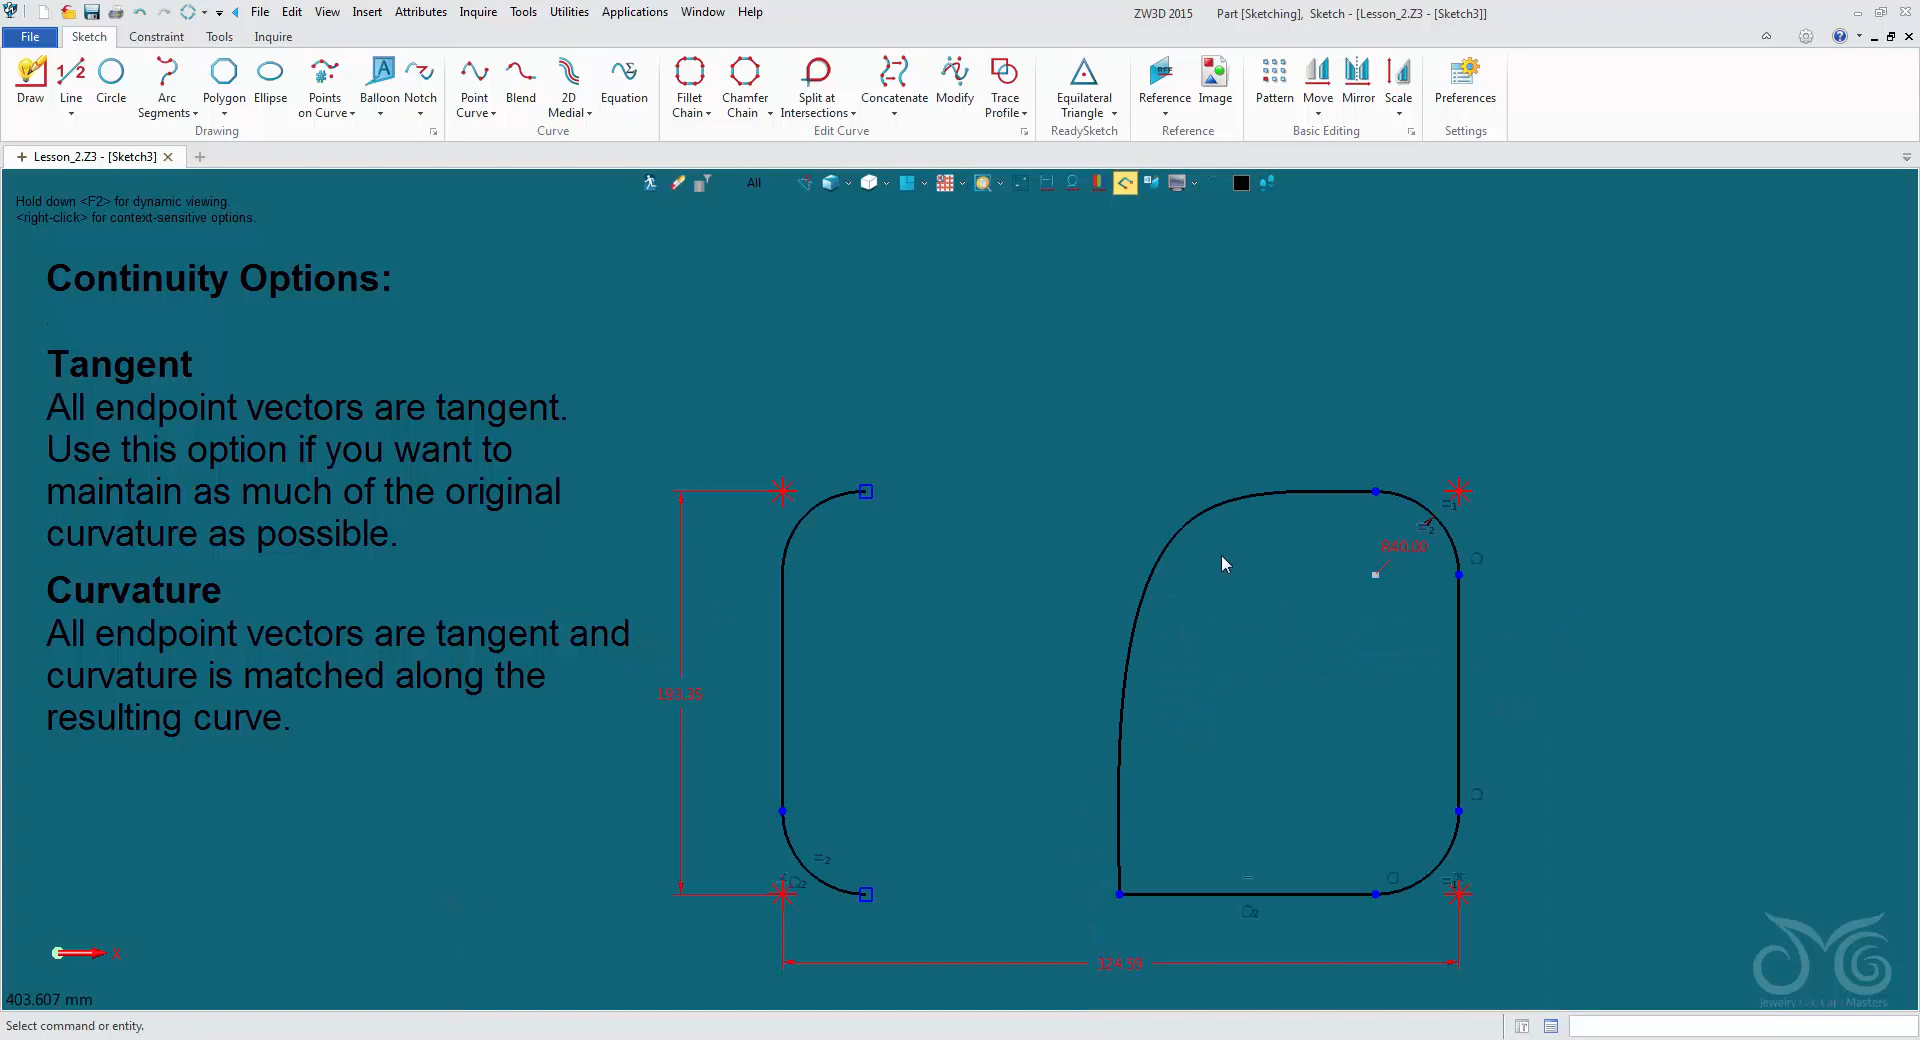 File Edit View Insert Attributes Inquire Tools Utilities Applications Window Help
ZW3D 2015 Part [Sketching], Sketch - [Lesson_2.Z3 - [Sketch3]]
File Sketch Constraint Tools Inquire
Draw Line Circle Arc Segments Polygon Ellipse Points on Curve Balloon Notch
Point Curve Blend 2D Medial Equation
Fillet Chain Chamfer Chain Split at Intersections Concatenate Modify Trace Profile
Equilateral Triangle Reference Image Pattern Move Mirror Scale Preferences
Drawing Curve Edit Curve ReadySketch Reference Basic Editing Settings
Lesson_2.Z3 - [Sketch3]
All
Hold down <F2> for dynamic viewing.
<right-click> for context-sensitive options.
Continuity Options:
Tangent
All endpoint vectors are tangent.
Use this option if you want to
maintain as much of the original
curvature as possible.
Curvature
All endpoint vectors are tangent and
curvature is matched along the
resulting curve.
R40.00
193.35
X
403.607 mm
Select command or entity.